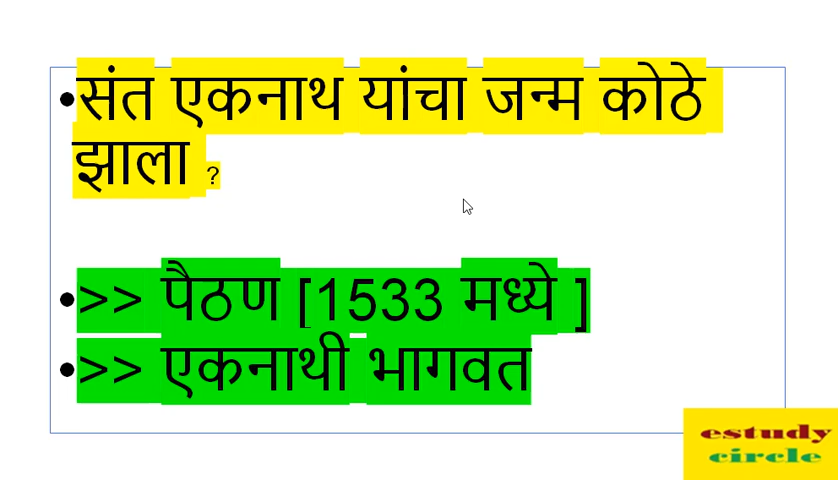 •संत एकनाथ यांचा जन्म कोठे
झाला ?
•>> पैठण [1533 मध्ये ]
•>> एकनाथी भागवत
estudy
circle